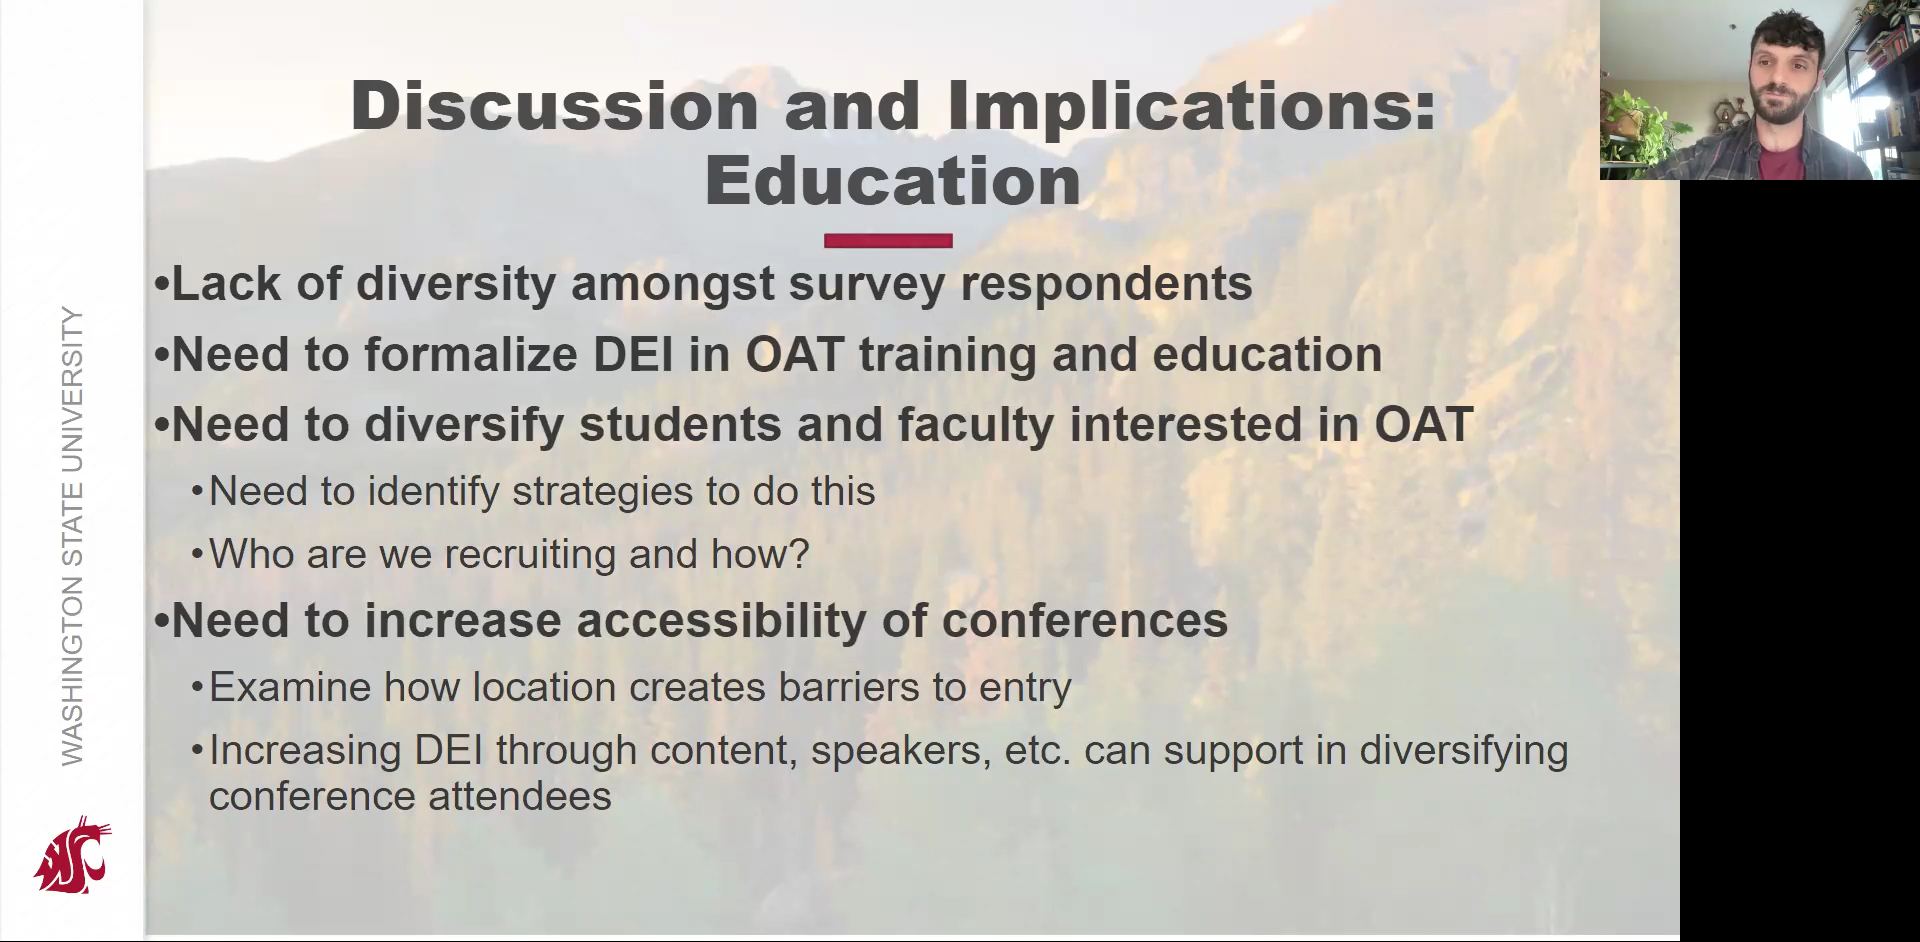 Discussion and Implications:
Education
•Lack of diversity amongst survey respondents
•Need to formalize DEI in OAT training and education
•Need to diversify students and faculty interested in OAT
•Need to identify strategies to do this
•Who are we recruiting and how?
•Need to increase accessibility of conferences
•Examine how location creates barriers to entry
•Increasing DEI through content, speakers, etc. can support in diversifying
conference attendees
WASHINGTON STATE UNIVERSITY
WSC